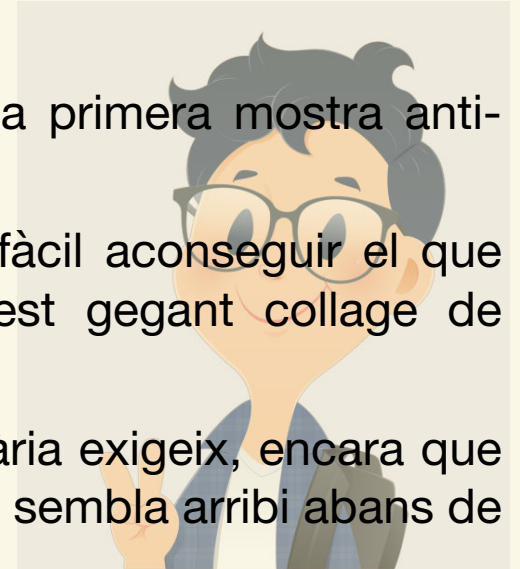 a primera mostra anti-
fàcil aconseguir el que
est gegant collage de
aria exigeix, encara que
sembla arribi abans de